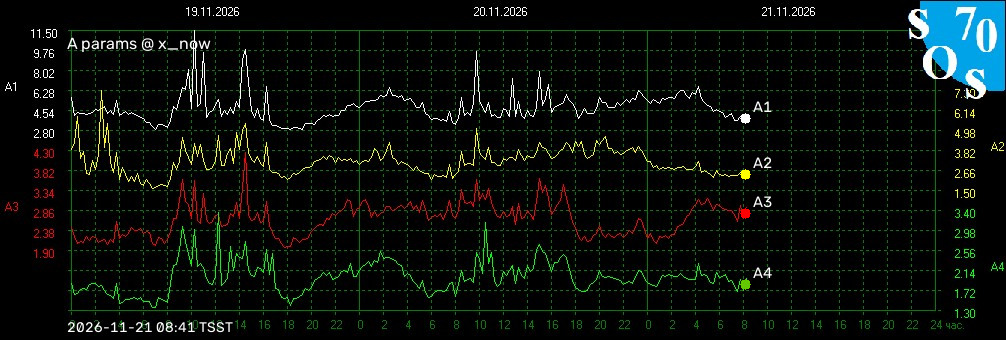 19.11.2026 20.11.2026 21.11.2026
A params @ x_now
11.50
9.76
8.02
6.28
4.54
2.80
4.30
3.82
3.34
2.86
2.38
1.90
A1
A3
A1
A2
A3
A4
SOS 70
6.14
4.98
3.82
2.66
1.50
3.40
2.98
2.56
2.14
1.72
1.30
A2
A4
2026-11-21 08:41 TSST
14 16 18 20 22 0 2 4 6 8 10 12 14 16 18 20 22 0 2 4 6 8 10 12 14 16 18 20 22 24 час.